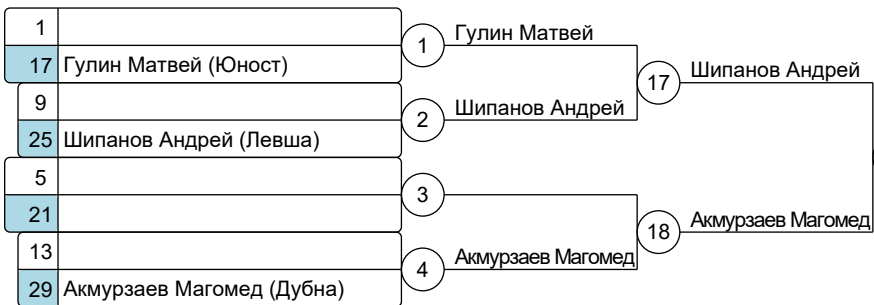 1
17 Гулин Матвей (Юност)
9
25 Шипанов Андрей (Левша)
5
21
13
29 Акмурзаев Магомед (Дубна)
1 Гулин Матвей
2 Шипанов Андрей
3
4 Акмурзаев Магомед
17 Шипанов Андрей
18 Акмурзаев Магомед